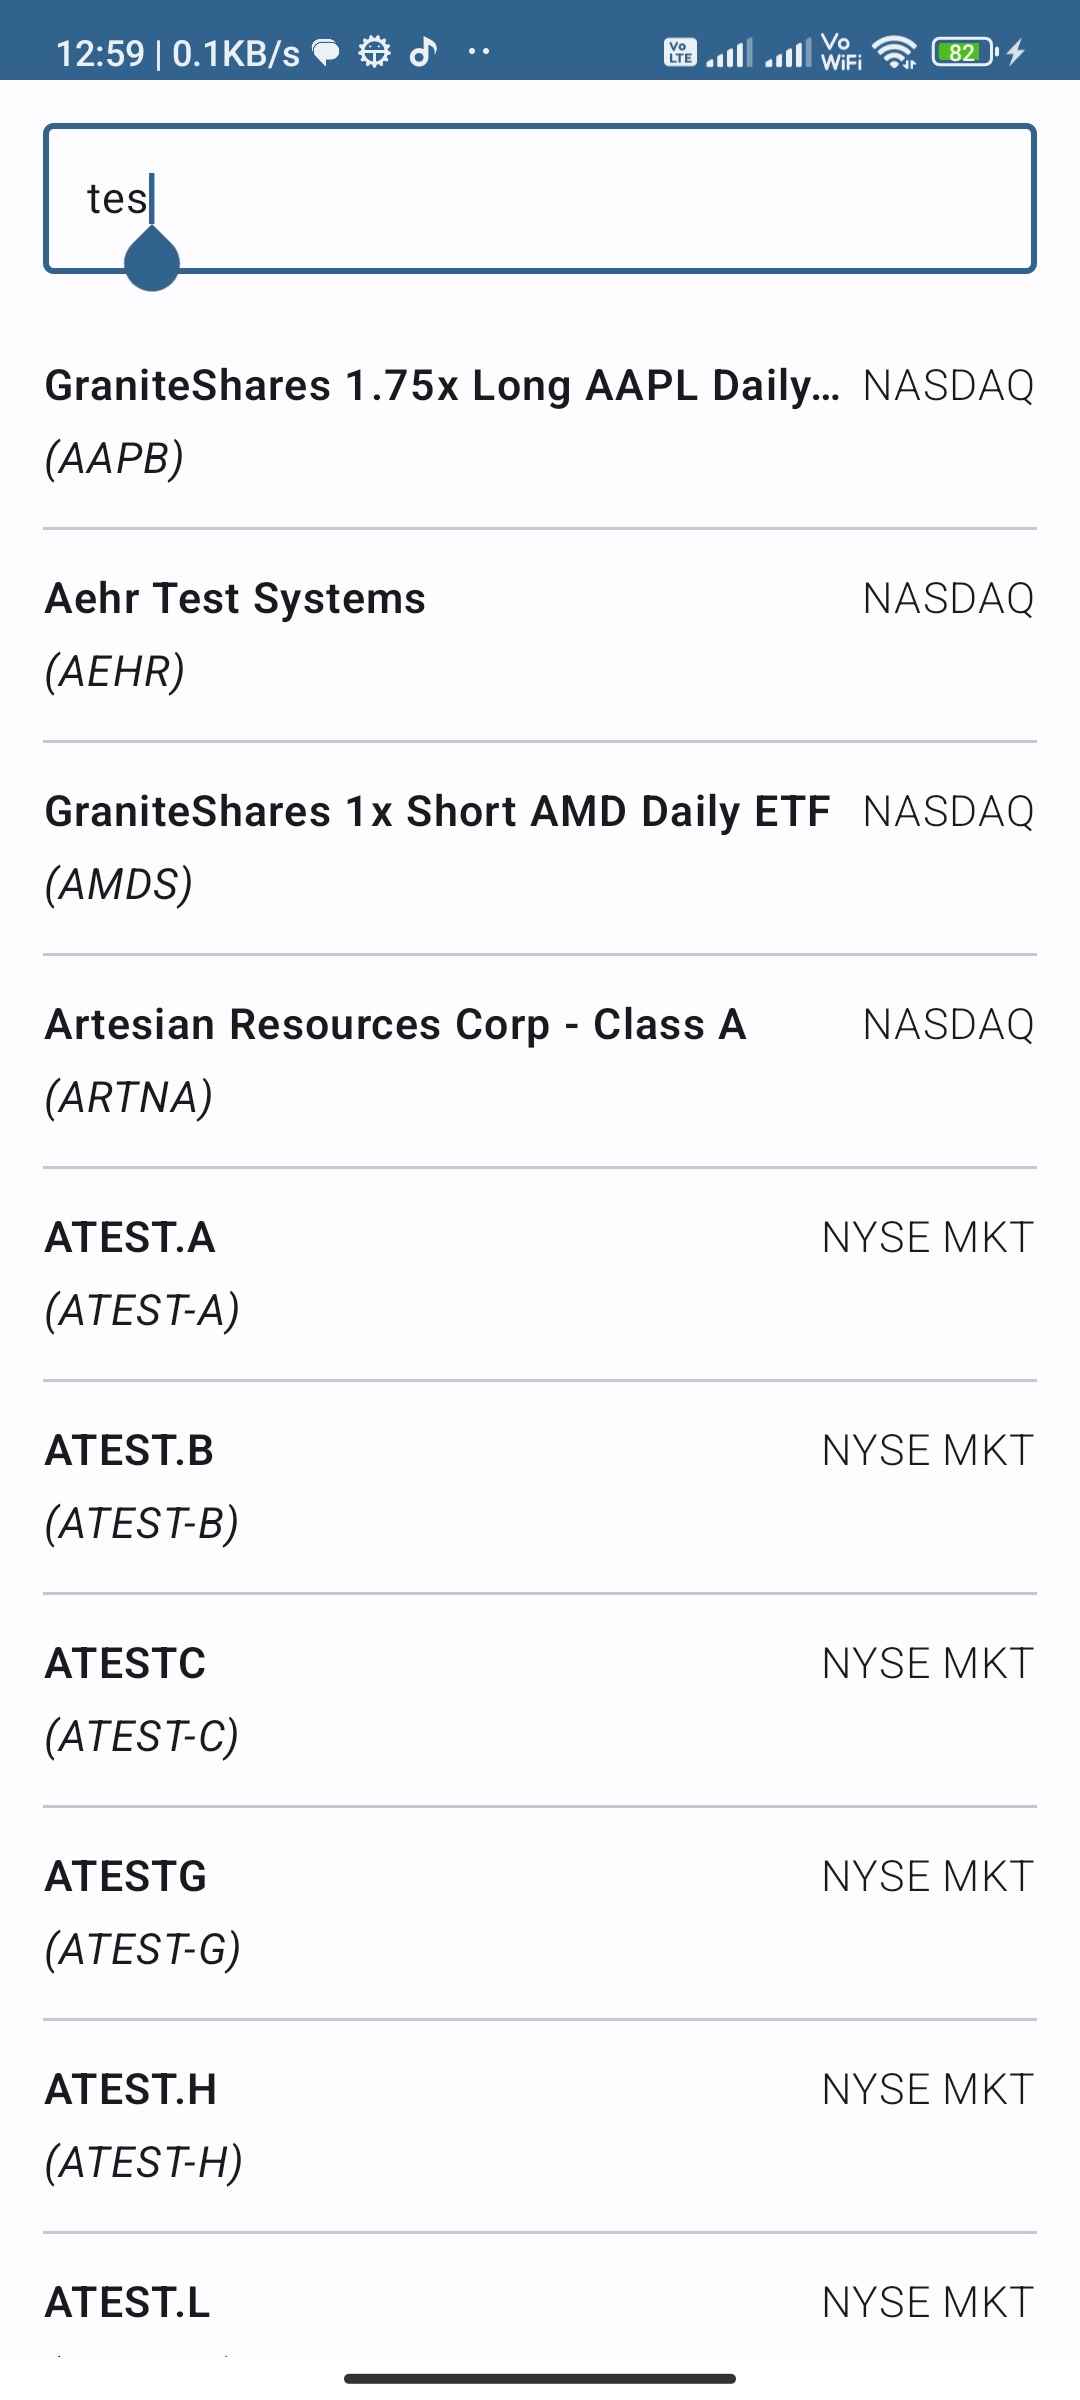 12:59 | 0.1KB/s Vo LTE Vo WiFi 82
tes
GraniteShares 1.75x Long AAPL Daily... NASDAQ
(AAPB)
Aehr Test Systems NASDAQ
(AEHR)
GraniteShares 1x Short AMD Daily ETF NASDAQ
(AMDS)
Artesian Resources Corp - Class A NASDAQ
(ARTNA)
ATEST.A NYSE MKT
(ATEST-A)
ATEST.B NYSE MKT
(ATEST-B)
ATESTC NYSE MKT
(ATEST-C)
ATESTG NYSE MKT
(ATEST-G)
ATEST.H NYSE MKT
(ATEST-H)
ATEST.L NYSE MKT